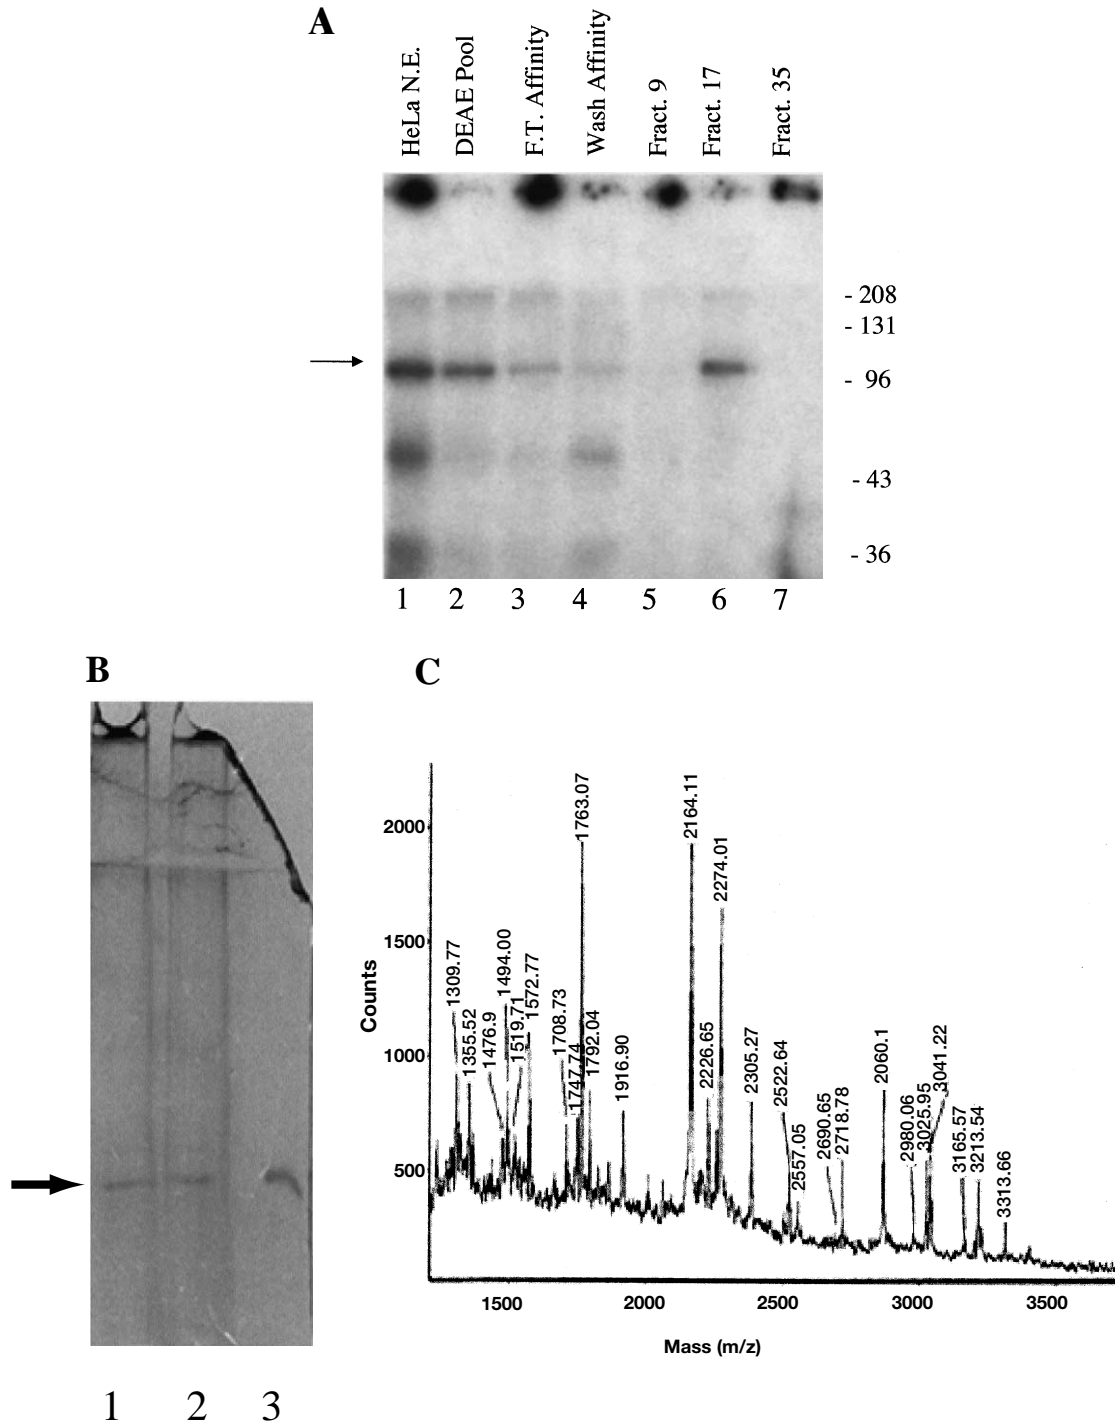 A
HeLa N.E.
DEAE Pool
F.T. Affinity
Wash Affinity
Fract. 9
Fract. 17
Fract. 35
- 208
- 131
- 96
- 43
- 36
1 2 3 4 5 6 7
B
1 2 3
C
Counts
2000
1500
1000
500
1309.77
1355.52
1476.9
1494.00
1519.71
1572.77
1708.73
1747.74
1763.07
1792.04
1916.90
2164.11
2226.65
2274.01
2305.27
2522.64
2557.05
2690.65
2718.78
2060.1
2980.06
3025.95
3041.22
3165.57
3213.54
3313.66
1500 2000 2500 3000 3500
Mass (m/z)